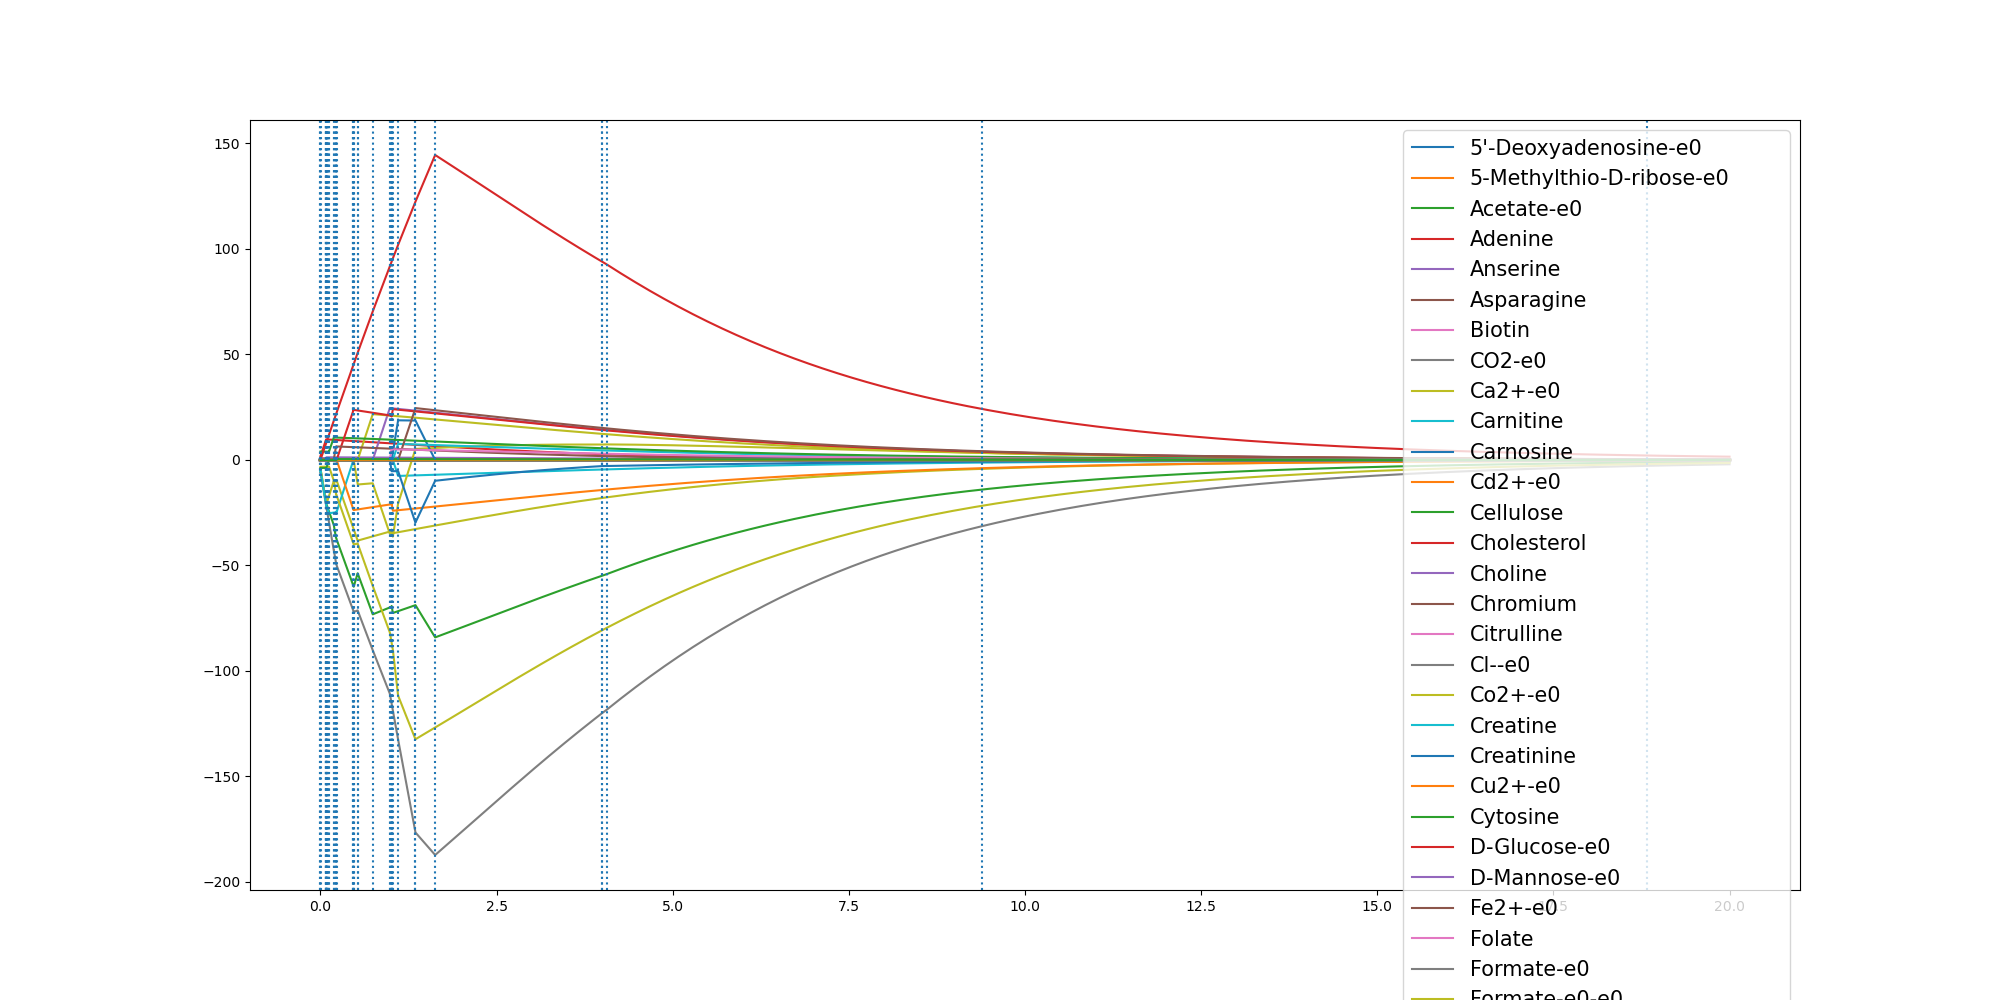 150
100
50
0
−50
−100
−150
−200
0.0
2.5
5.0
7.5
10.0
12.5
15.0
20.0
5'-Deoxyadenosine-e0
5-Methylthio-D-ribose-e0
Acetate-e0
Adenine
Anserine
Asparagine
Biotin
CO2-e0
Ca2+-e0
Carnitine
Carnosine
Cd2+-e0
Cellulose
Cholesterol
Choline
Chromium
Citrulline
Cl--e0
Co2+-e0
Creatine
Creatinine
Cu2+-e0
Cytosine
D-Glucose-e0
D-Mannose-e0
Fe2+-e0
Folate
Formate-e0
Formate-e0-e0